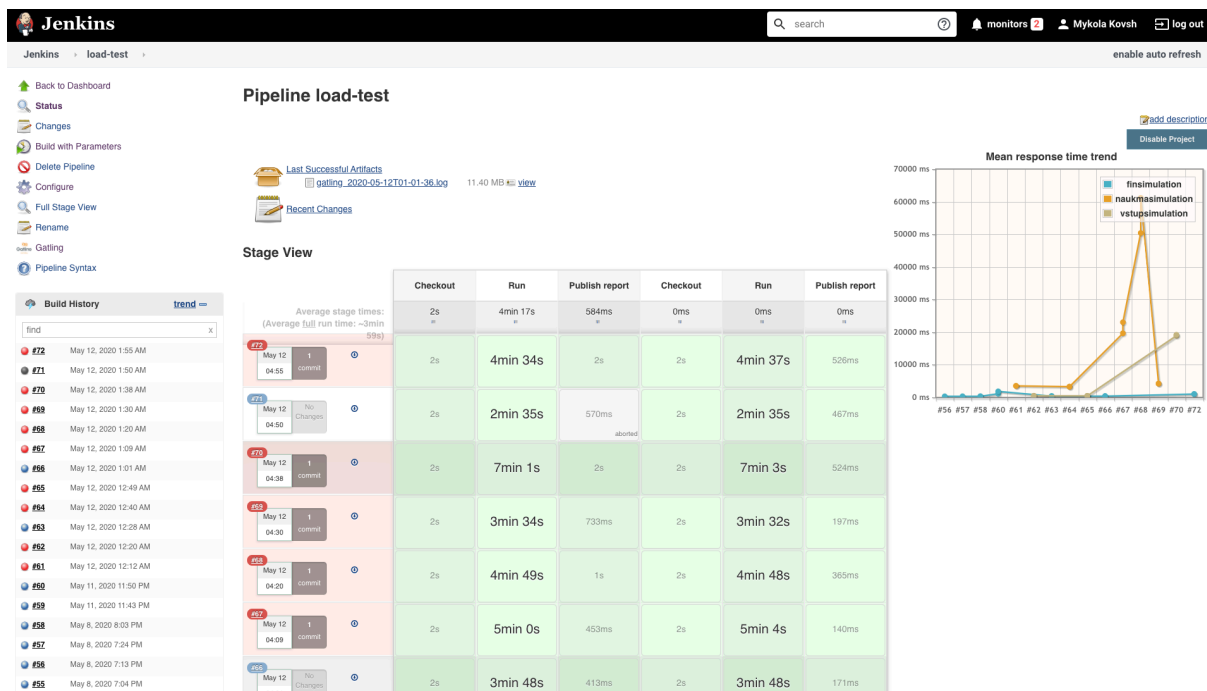 Jenkins
search
monitors 2
Mykola Kovsh
log out
Jenkins
load-test
enable auto refresh
Back to Dashboard
Status
Changes
Build with Parameters
Delete Pipeline
Configure
Full Stage View
Rename
Gatling
Pipeline Syntax
Build History
trend
find
x
#72 May 12, 2020 1:55 AM
#71 May 12, 2020 1:50 AM
#70 May 12, 2020 1:38 AM
#69 May 12, 2020 1:30 AM
#68 May 12, 2020 1:20 AM
#67 May 12, 2020 1:09 AM
#66 May 12, 2020 1:01 AM
#65 May 12, 2020 12:49 AM
#64 May 12, 2020 12:40 AM
#63 May 12, 2020 12:28 AM
#62 May 12, 2020 12:20 AM
#61 May 12, 2020 12:12 AM
#60 May 11, 2020 11:50 PM
#59 May 11, 2020 11:43 PM
#58 May 8, 2020 8:03 PM
#57 May 8, 2020 7:24 PM
#56 May 8, 2020 7:13 PM
#55 May 8, 2020 7:04 PM
Pipeline load-test
add description
Disable Project
Last Successful Artifacts
gatling_2020-05-12T01-01-36.log 11.40 MB view
Recent Changes
Stage View
Checkout Run Publish report Checkout Run Publish report
Average stage times:
(Average full run time: ~3min
59s)
2s 4min 17s 584ms 0ms 0ms 0ms
#72
May 12
04:55
1
commit
2s 4min 34s 2s 2s 4min 37s 526ms
#71
May 12
04:50
No
Changes
2s 2min 35s 570ms 2s 2min 35s 467ms
aborted
#70
May 12
04:38
1
commit
2s 7min 1s 2s 2s 7min 3s 524ms
#69
May 12
04:30
1
commit
2s 3min 34s 733ms 2s 3min 32s 197ms
#68
May 12
04:20
1
commit
2s 4min 49s 1s 2s 4min 48s 365ms
#67
May 12
04:09
1
commit
2s 5min 0s 453ms 2s 5min 4s 140ms
#66
May 12
No
Changes
2s 3min 48s 413ms 2s 3min 48s 171ms
Mean response time trend
70000 ms
60000 ms
50000 ms
40000 ms
30000 ms
20000 ms
10000 ms
0 ms
finsimulation
naukmasimulation
vstupsimulation
#56 #57 #58 #60 #61 #62 #63 #64 #65 #66 #67 #68 #69 #70 #72